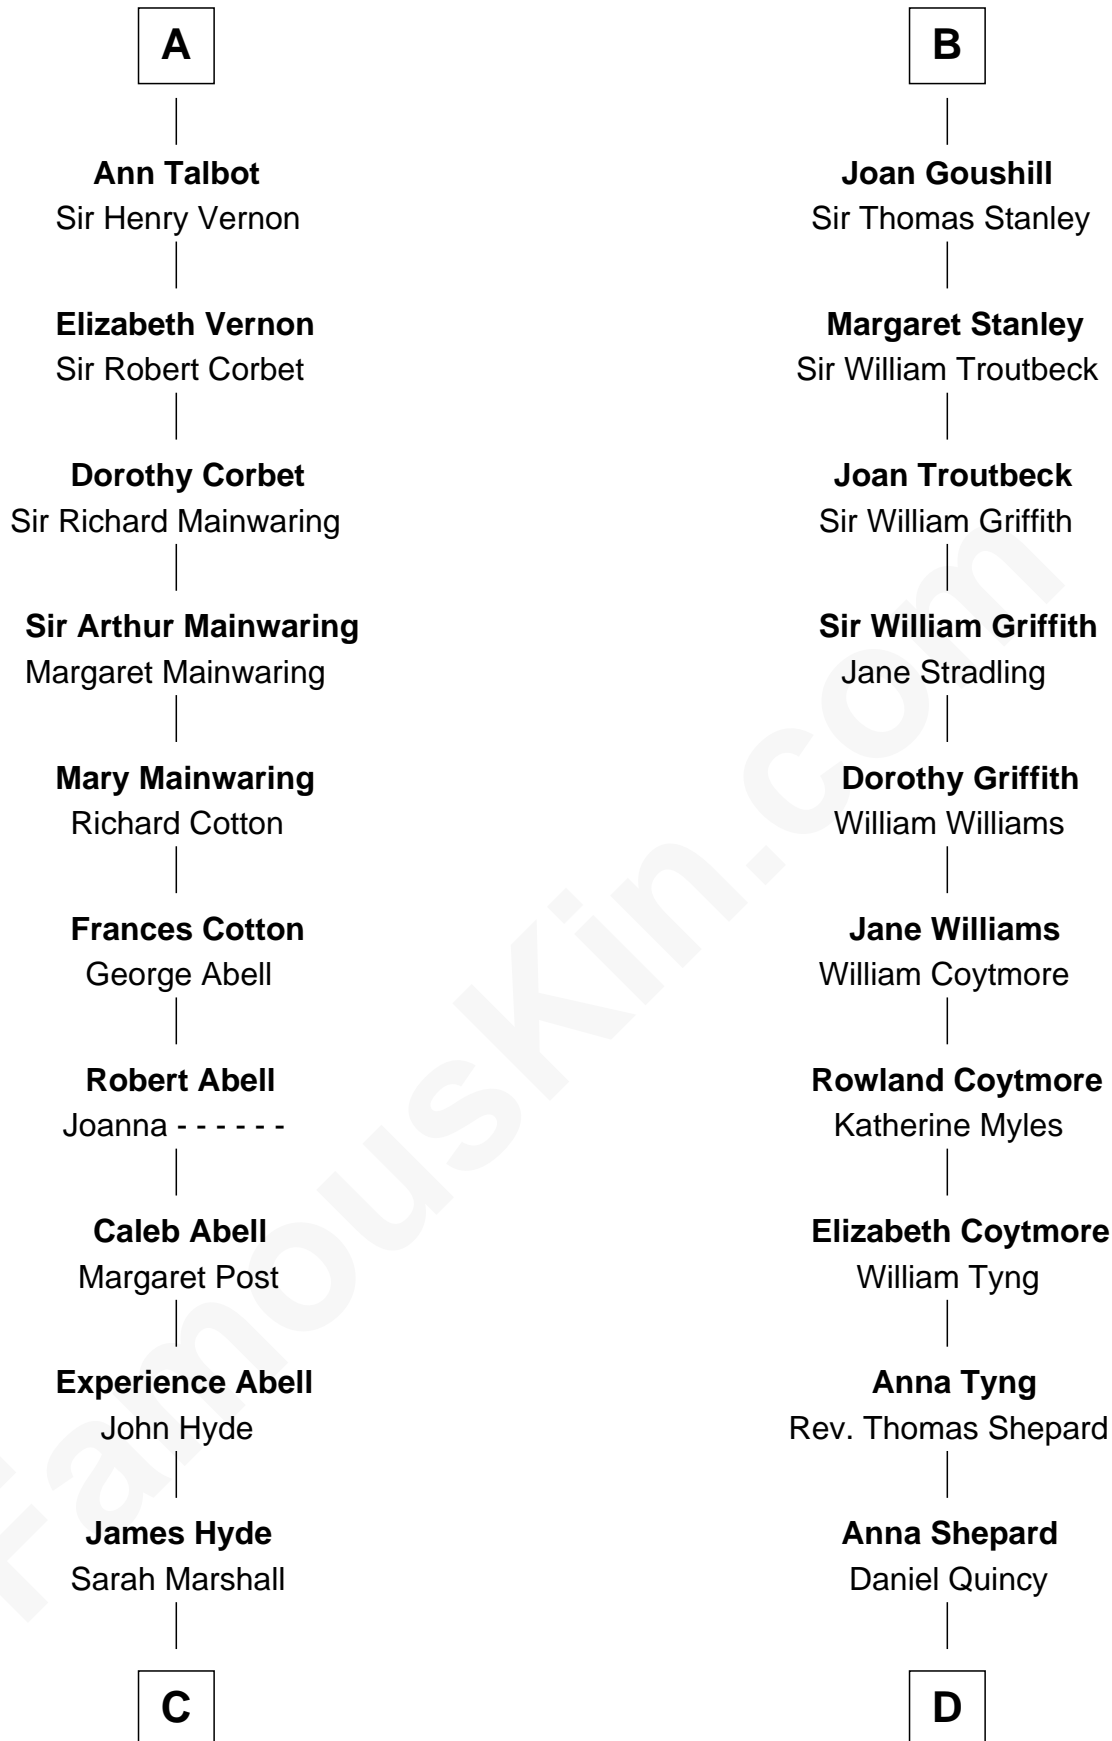 A
Ann Talbot
Sir Henry Vernon
Elizabeth Vernon
Sir Robert Corbet
Dorothy Corbet
Sir Richard Mainwaring
Sir Arthur Mainwaring
Margaret Mainwaring
Mary Mainwaring
Richard Cotton
Frances Cotton
George Abell
Robert Abell
Joanna - - - - - -
Caleb Abell
Margaret Post
Experience Abell
John Hyde
James Hyde
Sarah Marshall
C
B
Joan Goushill
Sir Thomas Stanley
Margaret Stanley
Sir William Troutbeck
Joan Troutbeck
Sir William Griffith
Sir William Griffith
Jane Stradling
Dorothy Griffith
William Williams
Jane Williams
William Coytmore
Rowland Coytmore
Katherine Myles
Elizabeth Coytmore
William Tyng
Anna Tyng
Rev. Thomas Shepard
Anna Shepard
Daniel Quincy
D
FamousKin.com